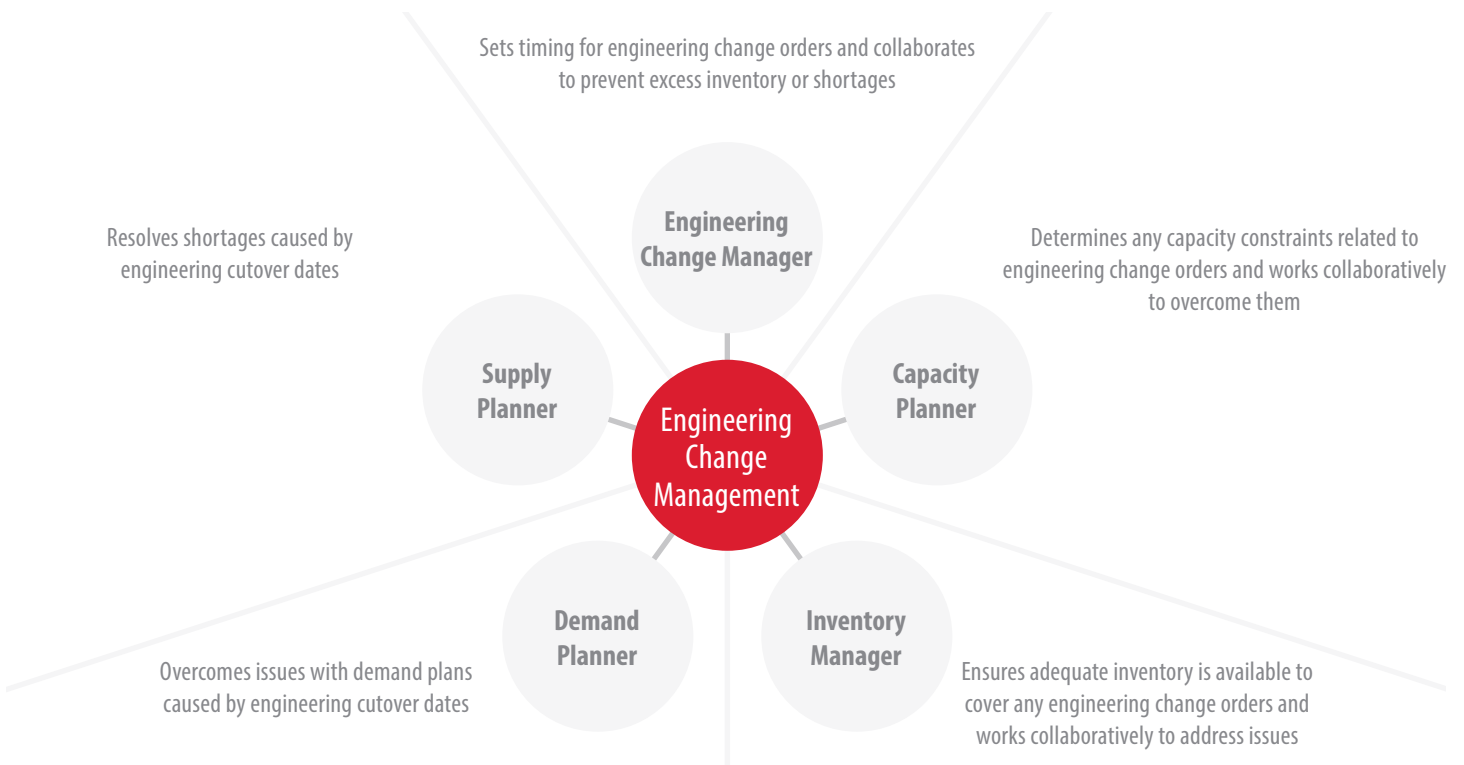 Sets timing for engineering change orders and collaborates
to prevent excess inventory or shortages
Engineering
Change Manager
Resolves shortages caused by
engineering cutover dates
Determines any capacity constraints related to
engineering change orders and works collaboratively
to overcome them
Supply
Planner
Capacity
Planner
Engineering
Change
Management
Demand
Planner
Inventory
Manager
Overcomes issues with demand plans
caused by engineering cutover dates
Ensures adequate inventory is available to
cover any engineering change orders and
works collaboratively to address issues